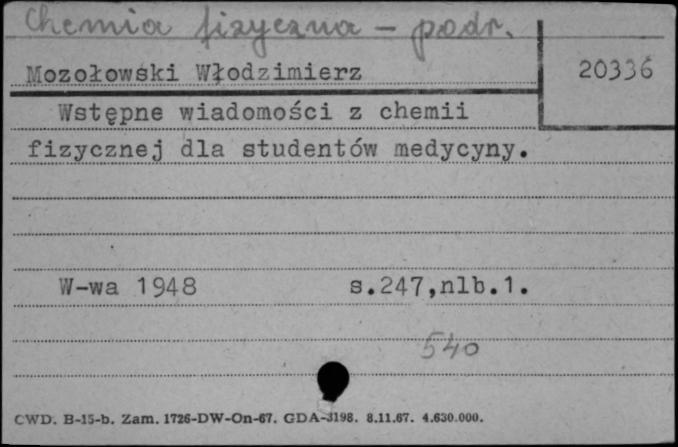 Chemia fizyczna - podr.
Mozołowski Włodzimierz
20336
Wstępne wiadomości z chemii
fizycznej dla studentów medycyny.
W-wa 1948 s.247,nlb.1.
540
CWD. B-15-b. Zam. 1726-DW-On-67. GDA-3198. 8.11.67. 4.630.000.